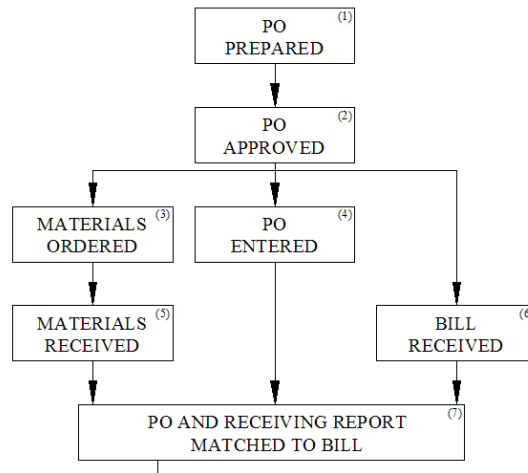 (1)
PO
PREPARED
(2)
PO
APPROVED
(3)
MATERIALS
ORDERED
(4)
PO
ENTERED
(5)
MATERIALS
RECEIVED
(6
BILL
RECEIVED
(7)
PO AND RECEIVING REPORT
MATCHED TO BILL